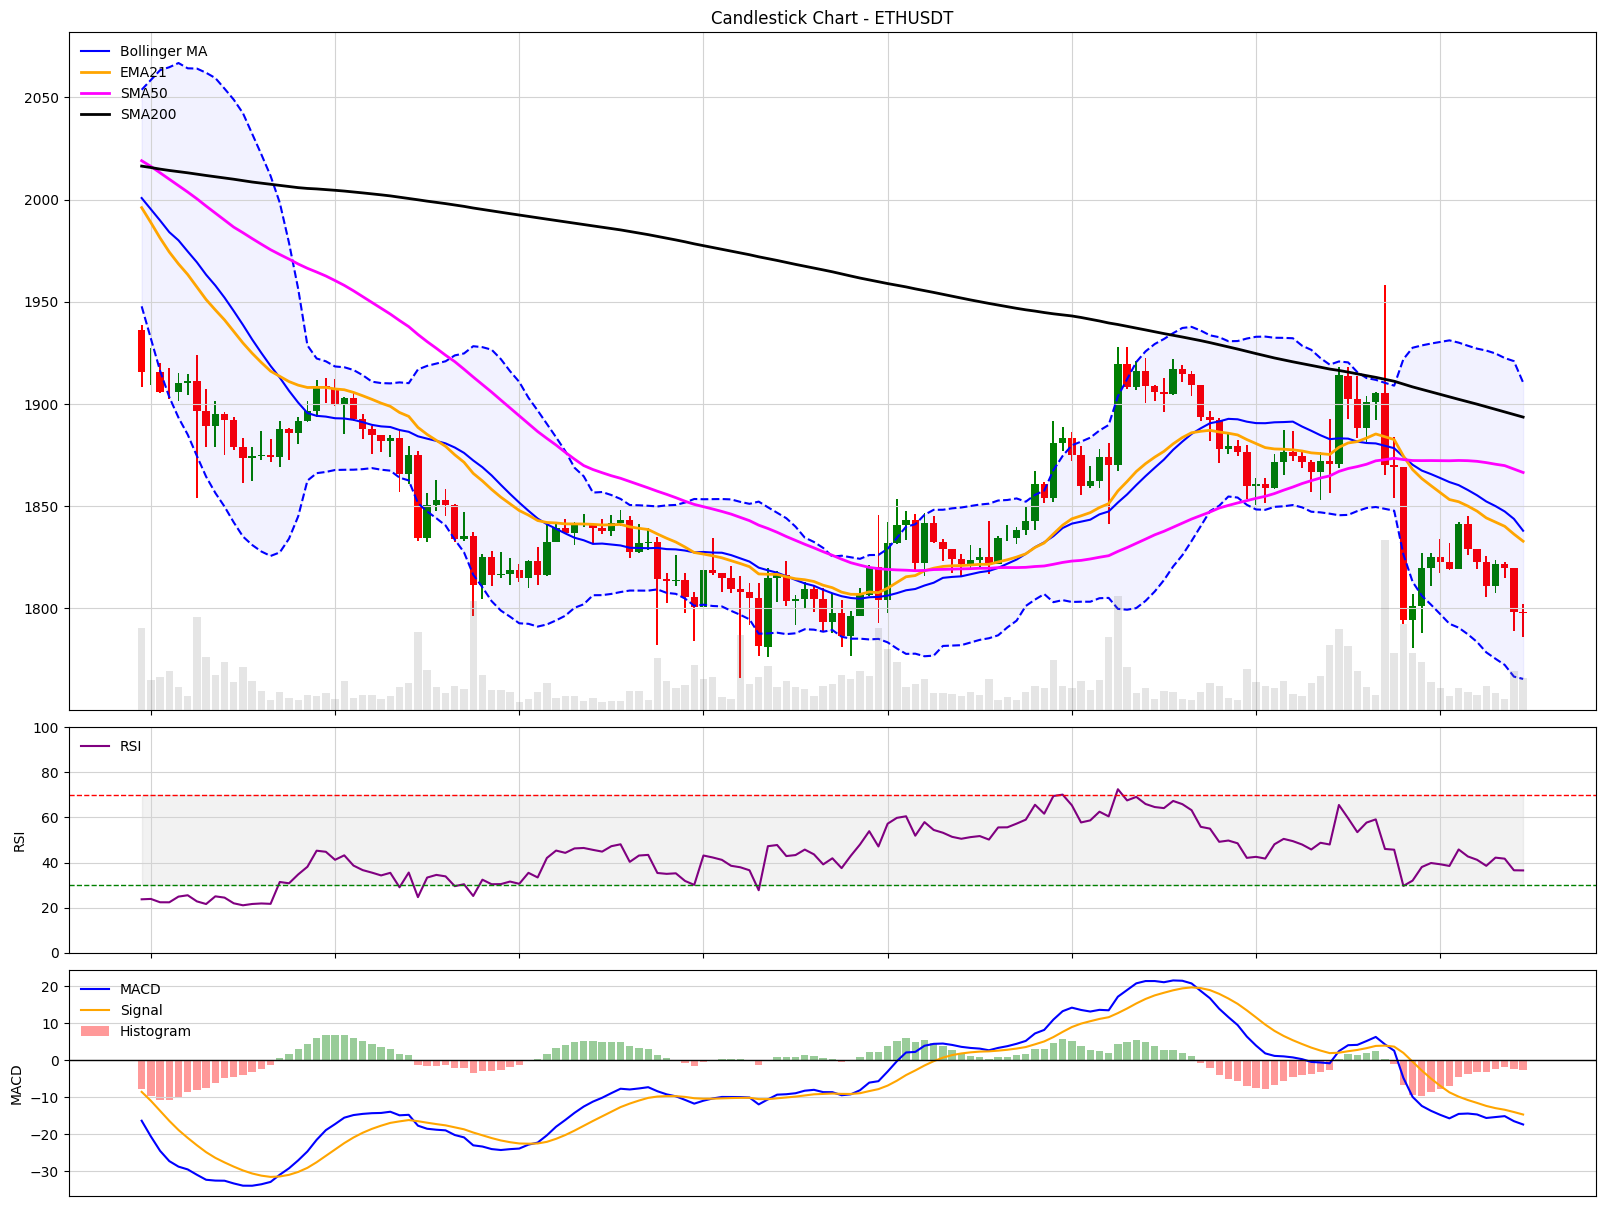 Candlestick Chart - ETHUSDT
Bollinger MA
EMA21
SMA50
SMA200
2050
2000
1950
1900
1850
1800
RSI
100
80
60
40
20
0
RSI
MACD
Signal
Histogram
20
10
0
−10
−20
−30
MACD